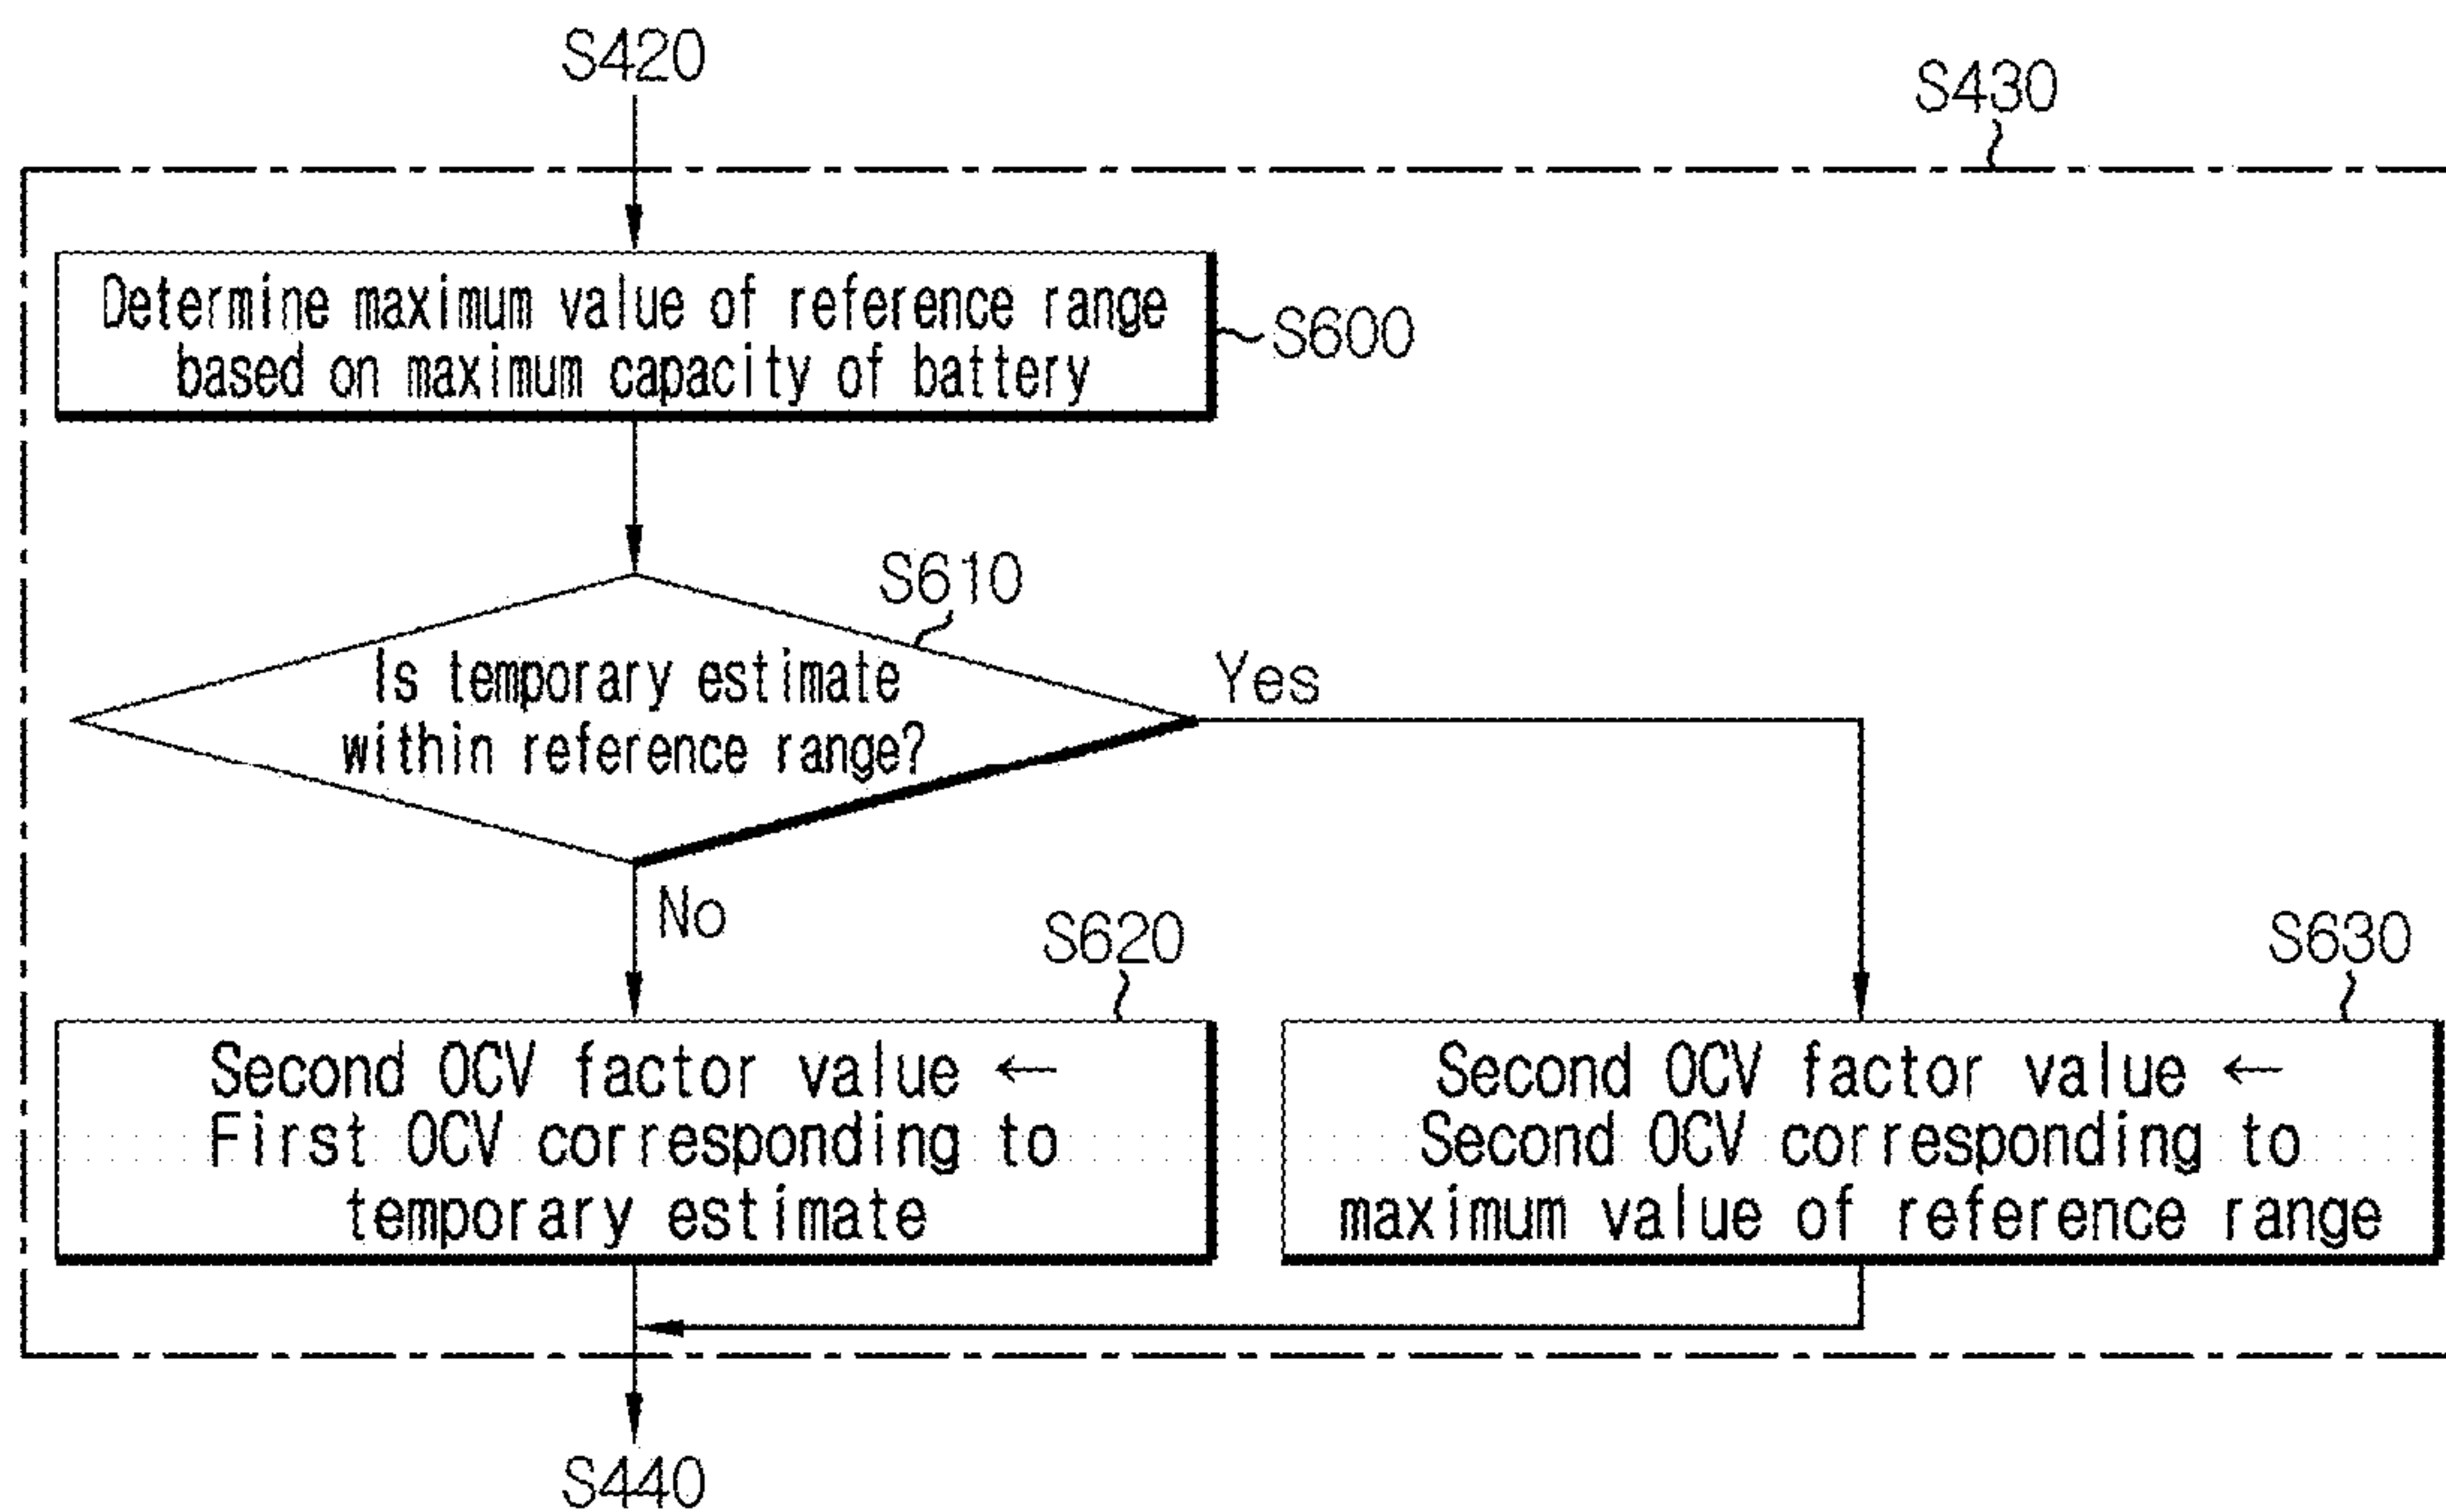 S420
S430
Determine maximum value of reference range
based on maximum capacity of battery
S600
S610
Is temporary estimate
within reference range?
Yes
No
S620
S630
Second OCV factor value ←
First OCV corresponding to
temporary estimate
Second OCV factor value ←
Second OCV corresponding to
maximum value of reference range
S440